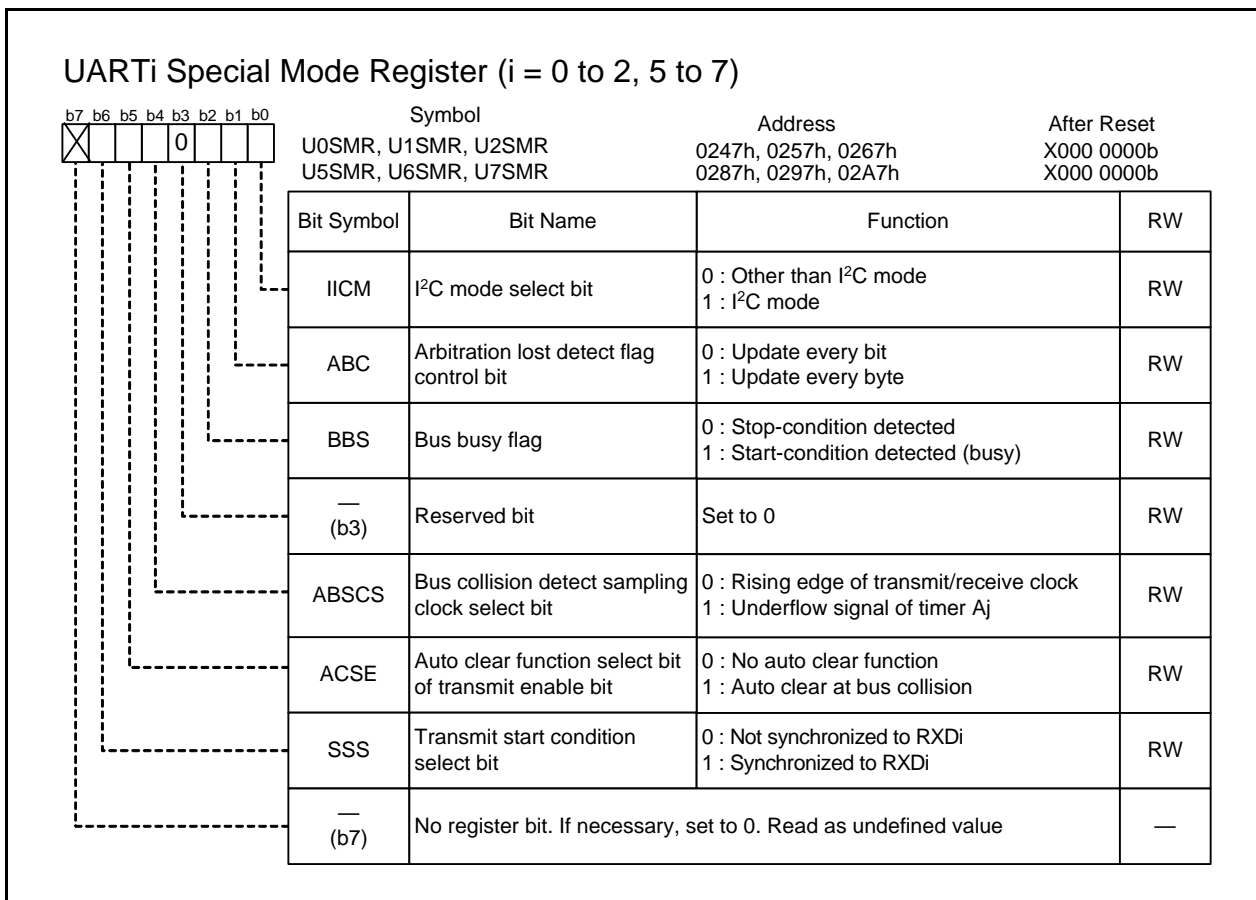 UARTi Special Mode Register (i = 0 to 2, 5 to 7)
b7 b6 b5 b4 b3 b2 b1 b0
0
Symbol Address After Reset
U0SMR, U1SMR, U2SMR 0247h, 0257h, 0267h X000 0000b
U5SMR, U6SMR, U7SMR 0287h, 0297h, 02A7h X000 0000b
Bit Symbol Bit Name Function RW
IICM I²C mode select bit 0 : Other than I²C mode
1 : I²C mode RW
ABC Arbitration lost detect flag
control bit 0 : Update every bit
1 : Update every byte RW
BBS Bus busy flag 0 : Stop-condition detected
1 : Start-condition detected (busy) RW
—
(b3) Reserved bit Set to 0 RW
ABSCS Bus collision detect sampling
clock select bit 0 : Rising edge of transmit/receive clock
1 : Underflow signal of timer Aj RW
ACSE Auto clear function select bit
of transmit enable bit 0 : No auto clear function
1 : Auto clear at bus collision RW
SSS Transmit start condition
select bit 0 : Not synchronized to RXDi
1 : Synchronized to RXDi RW
—
(b7) No register bit. If necessary, set to 0. Read as undefined value —